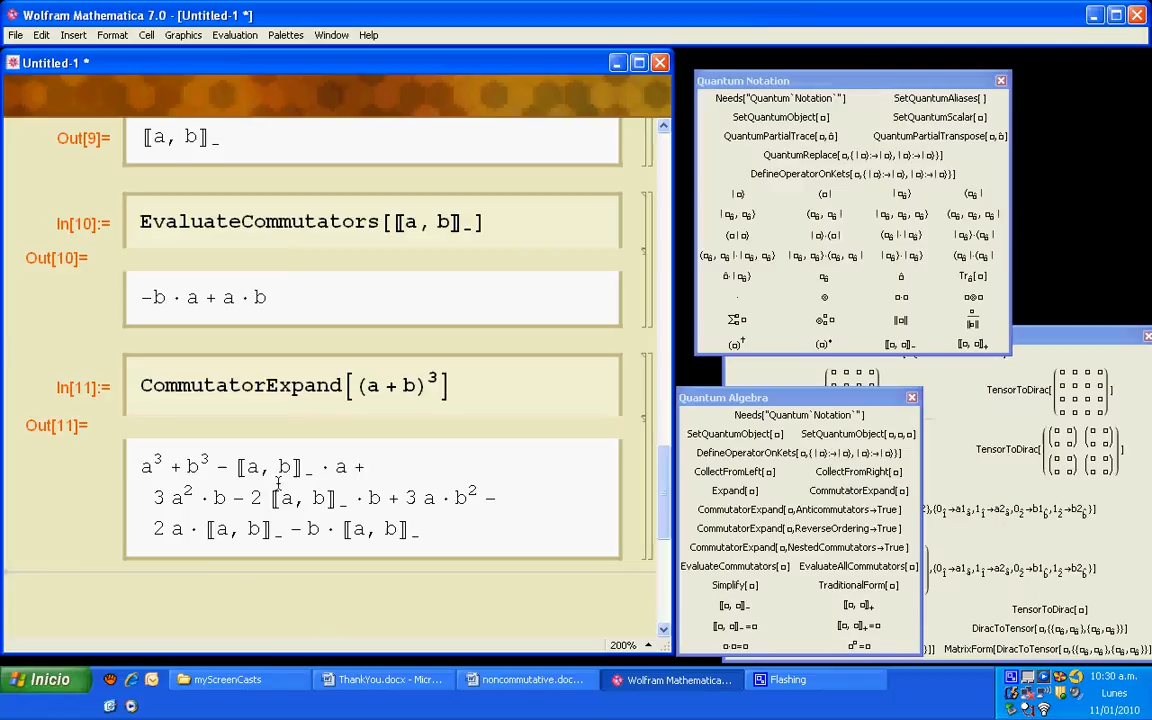 Wolfram Mathematica 7.0 - [Untitled-1 *]
File Edit Insert Format Cell Graphics Evaluation Palettes Window Help
Untitled-1 *
Out[9]= 〚a, b〛_
In[10]:= EvaluateCommutators[〚a, b〛_]
Out[10]=
-b · a + a · b
In[11]:= CommutatorExpand[(a + b)³]
Out[11]=
a³ + b³ - 〚a, b〛_ · a +
3 a² · b - 2 〚a, b〛_ · b + 3 a · b² -
2 a · 〚a, b〛_ - b · 〚a, b〛_
200%
Quantum Notation
Needs["Quantum`Notation`"] SetQuantumAliases[]
SetQuantumObject[□] SetQuantumScalar[□]
QuantumPartialTrace[□,ô] QuantumPartialTranspose[□,ô]
QuantumReplace[□,{|□⟩:→|□⟩,|□⟩:→|□⟩}]
DefineOperatorOnKets[□,{|□⟩:→|□⟩,|□⟩:→|□⟩}]
Quantum Algebra
Needs["Quantum`Notation`"]
SetQuantumObject[□] SetQuantumObject[□,□,□]
DefineOperatorOnKets[□,{|□⟩:→|□⟩,|□⟩:→|□⟩}]
CollectFromLeft[□] CollectFromRight[□]
Expand[□] CommutatorExpand[□]
CommutatorExpand[□,Anticommutators→True]
CommutatorExpand[□,ReverseOrdering→True]
CommutatorExpand[□,NestedCommutators→True]
EvaluateCommutators[□] EvaluateAllCommutators[□]
Simplify[□] TraditionalForm[□]
〚□, □〛_ 〚□, □〛₊
〚□, □〛_=□ 〚□, □〛₊=□
□·□=□ □□=□
TensorToDirac[
TensorToDirac[
TensorToDirac[□]
DiracToTensor[□,{{□,□},{□,□}}]
MatrixForm[DiracToTensor[□,{{□,□},{□,□}}]]
Inicio myScreenCasts ThankYou.docx - Micr... noncommutative.doc... Wolfram Mathematica... Flashing
10:30 a.m.
Lunes
11/01/2010